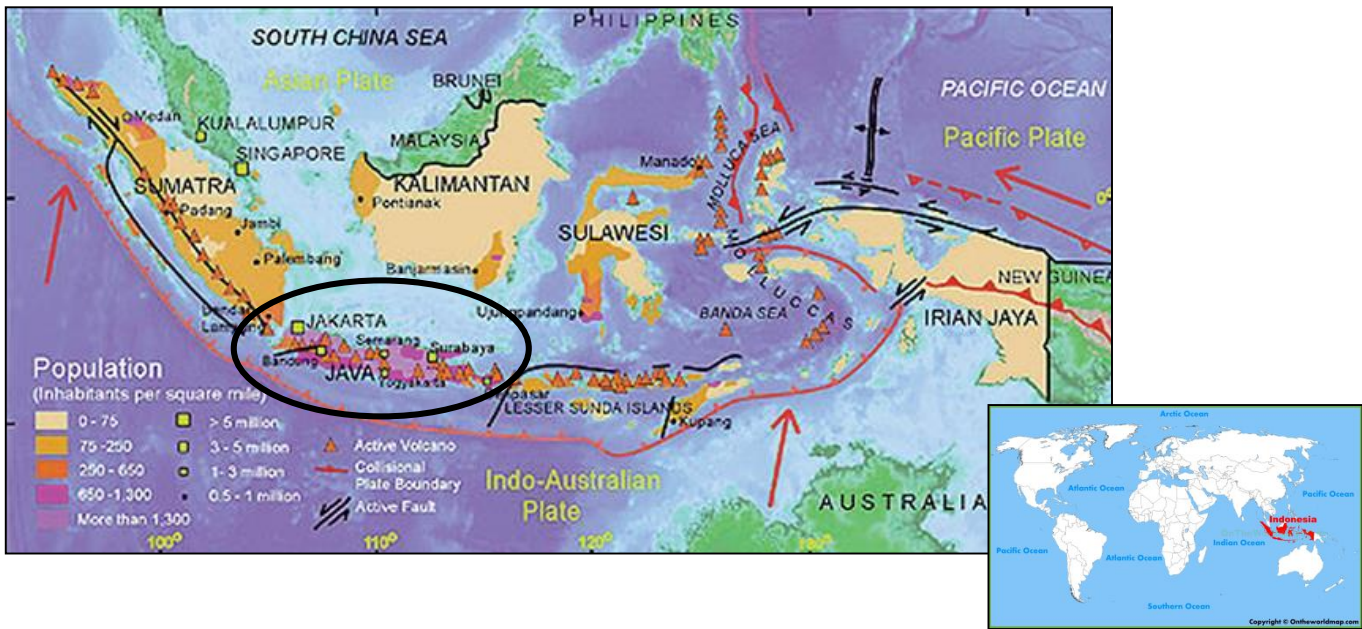 PHILIPPINES
SOUTH CHINA SEA
Asian Plate
BRUNEI
PACIFIC OCEAN
Pacific Plate
Medan
KUALALUMPUR
MALAYSIA
SINGAPORE
Manado
MOLLUCA SEA
SUMATRA
KALIMANTAN
0°
Padang
Pontianak
Jambi
SULAWESI
Palembang
Banjarmasin
MOLLUCCAS
NEW GUINEA
Ujungpandang
BANDA SEA
IRIAN JAYA
JAKARTA
Semarang
Surabaya
Bandung
JAVA
Yogyakarta
LESSER SUNDA ISLANDS
Kupang
Population
(Inhabitants per square mile)
0 - 75
> 5 million
75 -250
3 - 5 million
Active Volcano
250 - 650
1- 3 million
Collisional
Plate Boundary
650 -1,300
0.5 - 1 million
Active Fault
More than 1,300
Indo-Australian
Plate
AUSTRALIA
100°
110°
120°
Arctic Ocean
Atlantic Ocean
Pacific Ocean
Indonesia
Indian Ocean
Pacific Ocean
Atlantic Ocean
Southern Ocean
Copyright © Ontheworldmap.com